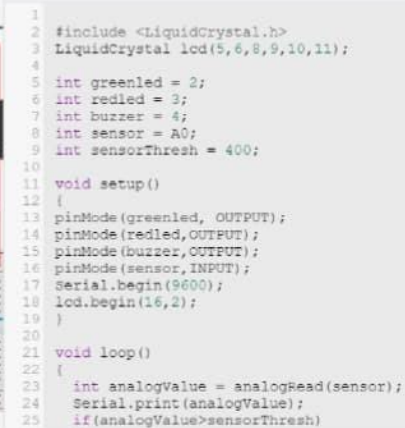 1
2 #include <LiquidCrystal.h>
3 LiquidCrystal lcd(5,6,8,9,10,11);
4
5 int greenled = 2;
6 int redled = 3;
7 int buzzer = 4;
8 int sensor = A0;
9 int sensorThresh = 400;
10
11 void setup()
12 {
13 pinMode(greenled, OUTPUT);
14 pinMode(redled,OUTPUT);
15 pinMode(buzzer,OUTPUT);
16 pinMode(sensor,INPUT);
17 Serial.begin(9600);
18 lcd.begin(16,2);
19 }
20
21 void loop()
22 {
23   int analogValue = analogRead(sensor);
24   Serial.print(analogValue);
25   if(analogValue>sensorThresh)